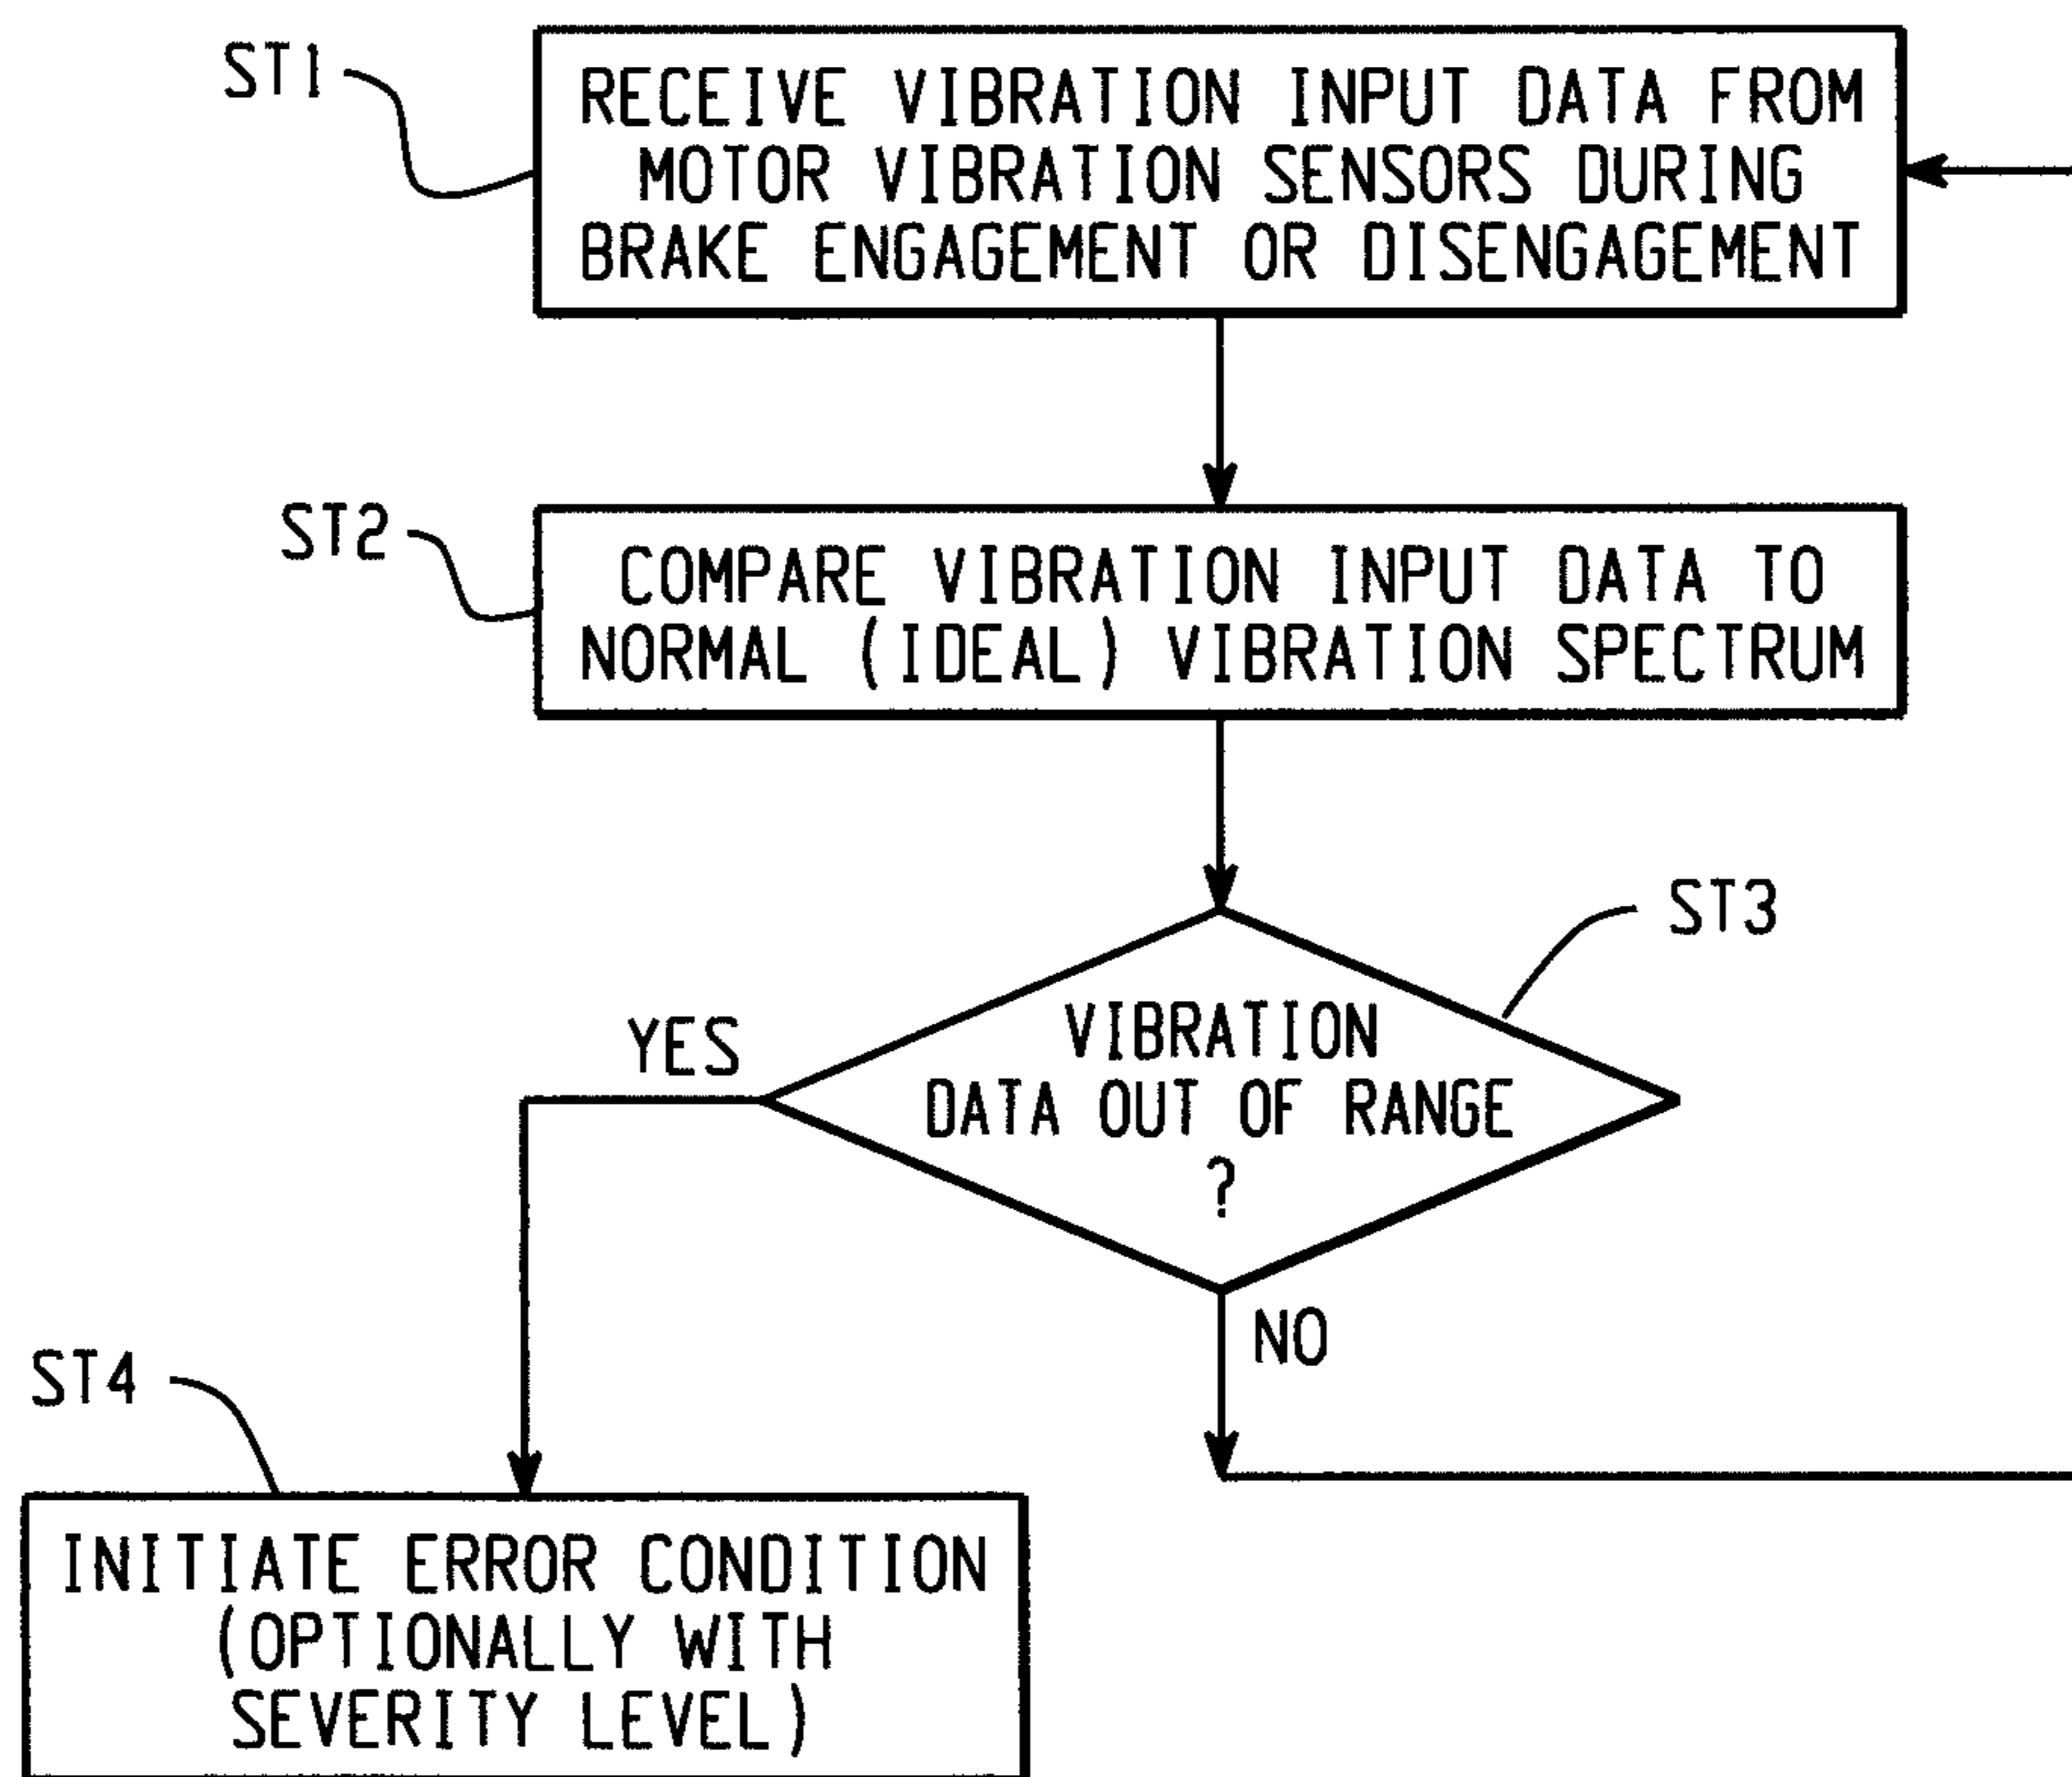 ST1
RECEIVE VIBRATION INPUT DATA FROM
MOTOR VIBRATION SENSORS DURING
BRAKE ENGAGEMENT OR DISENGAGEMENT
ST2
COMPARE VIBRATION INPUT DATA TO
NORMAL (IDEAL) VIBRATION SPECTRUM
ST3
VIBRATION
DATA OUT OF RANGE
?
YES
NO
ST4
INITIATE ERROR CONDITION
(OPTIONALLY WITH
SEVERITY LEVEL)